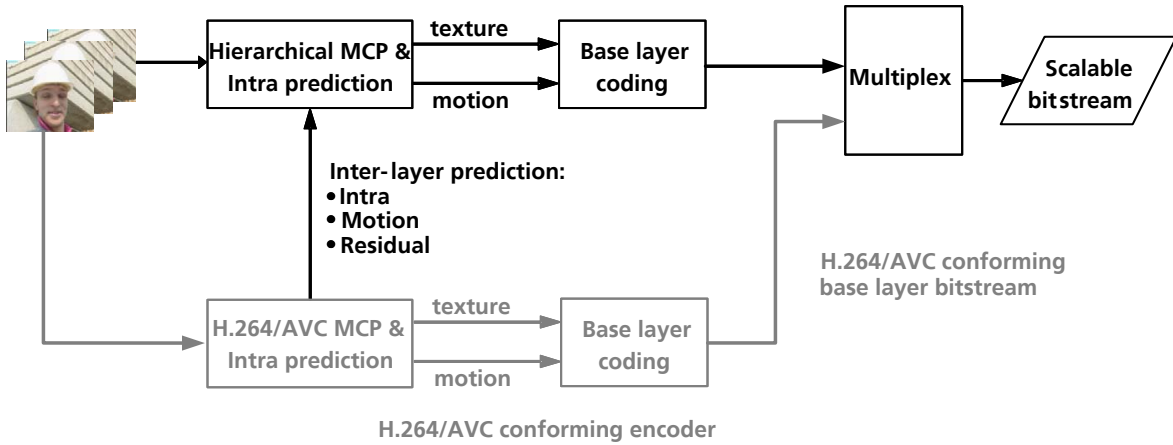 texture
Hierarchical MCP &
Intra prediction
motion
Base layer
coding
Multiplex
Scalable
bitstream
Inter-layer prediction:
• Intra
• Motion
• Residual
H.264/AVC conforming
base layer bitstream
texture
H.264/AVC MCP &
Intra prediction
motion
Base layer
coding
H.264/AVC conforming encoder